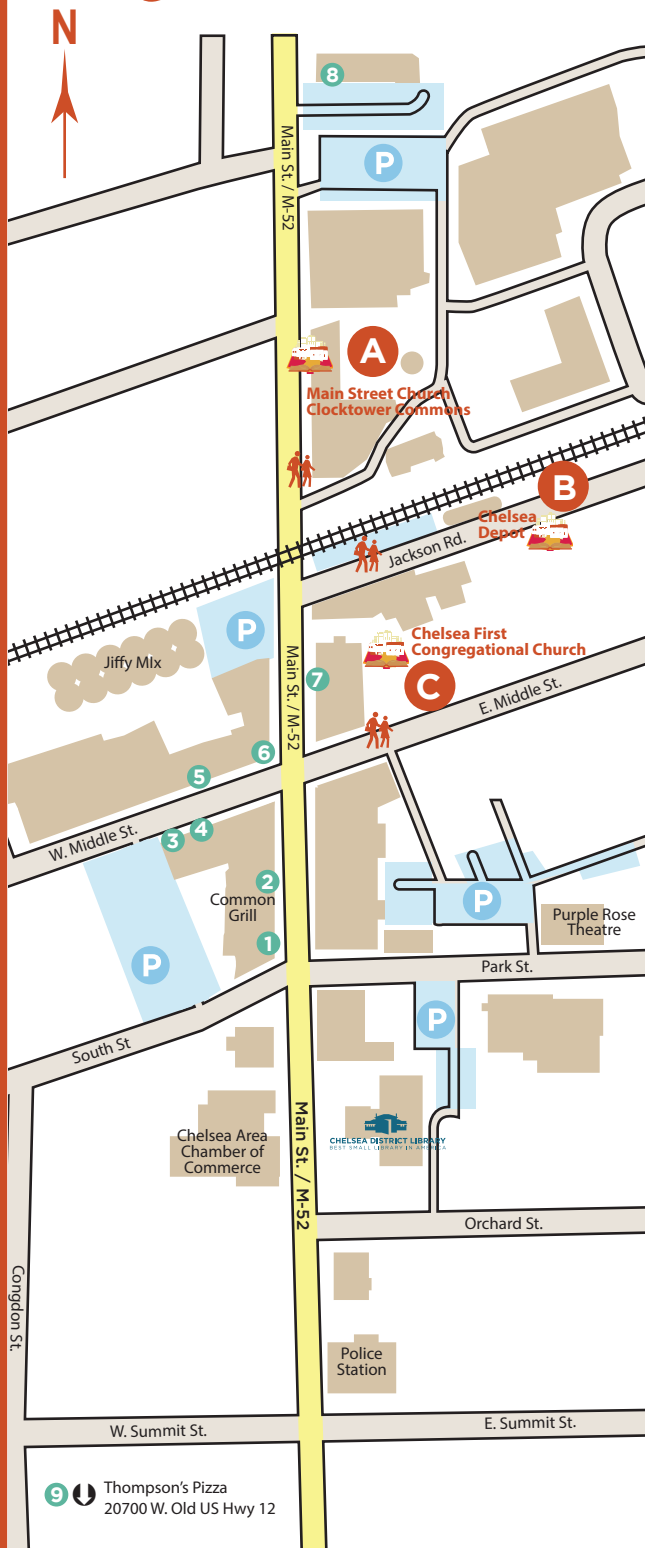 N
8
Main St. / M-52
P
A
Main Street Church
Clocktower Commons
B
Chelsea
Depot
Jackson Rd.
P
Jiffy MIx
Main St. / M-52
Chelsea First
Congregational Church
7
C
E. Middle St.
6
5
W. Middle St.
4
3
2
Common
Grill
1
P
P
Purple Rose
Theatre
Park St.
P
South St
Chelsea Area
Chamber of
Commerce
Main St. / M-52
CHELSEA DISTRICT LIBRARY
BEST SMALL LIBRARY IN AMERICA
Orchard St.
Congdon St.
Police
Station
W. Summit St.
E. Summit St.
9 Thompson's Pizza
20700 W. Old US Hwy 12